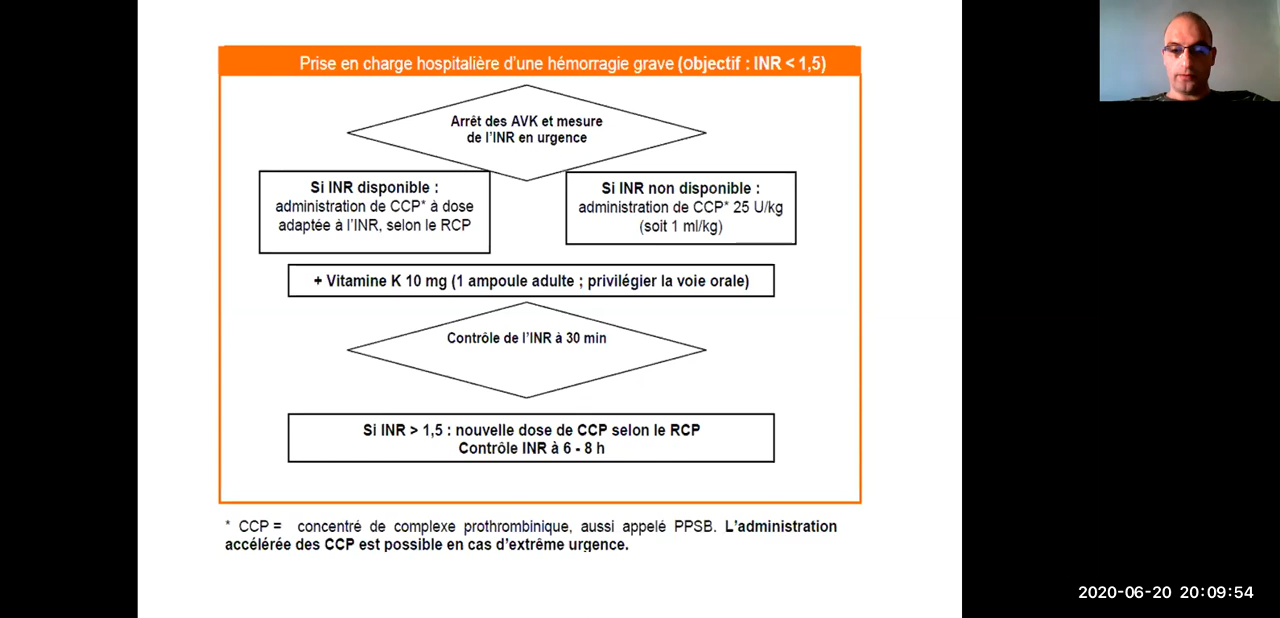 Prise en charge hospitalière d’une hémorragie grave (objectif : INR < 1,5)
Arrêt des AVK et mesure
de l’INR en urgence
Si INR disponible :
administration de CCP* à dose
adaptée à l’INR, selon le RCP
Si INR non disponible :
administration de CCP* 25 U/kg
(soit 1 ml/kg)
+ Vitamine K 10 mg (1 ampoule adulte ; privilégier la voie orale)
Contrôle de l’INR à 30 min
Si INR > 1,5 : nouvelle dose de CCP selon le RCP
Contrôle INR à 6 - 8 h
* CCP = concentré de complexe prothrombinique, aussi appelé PPSB. L’administration
accélérée des CCP est possible en cas d’extrême urgence.
2020-06-20 20:09:54